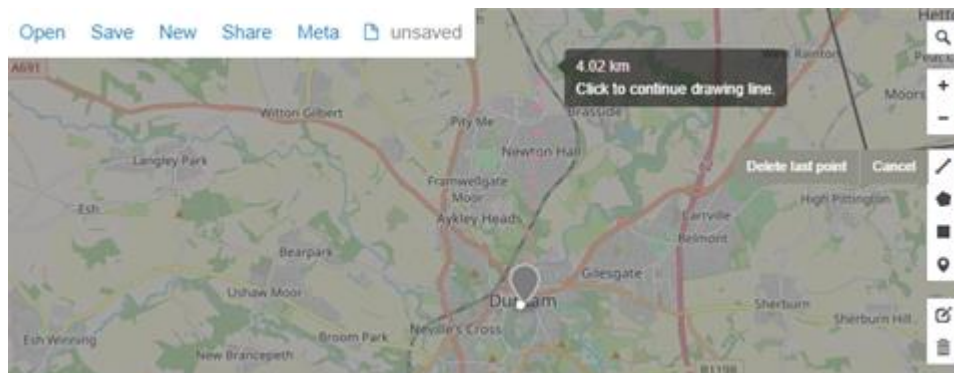 Open Save New Share Meta unsaved
Hetto
A691
4.02 km
Click to continue drawing line.
West Rainton
Moors
Witton Gilbert
Pity Me
Brasside
Newton Hall
Langley Park
Delete last point Cancel
Framwellgate
Moor
High Pittington
Esh
Aykley Heads
Carrville
Belmont
Bearpark
Gilesgate
Ushaw Moor
Durham
Sherburn
Sherburn Hill
Neville's Cross
Esh Winning
Broom Park
New Brancepeth